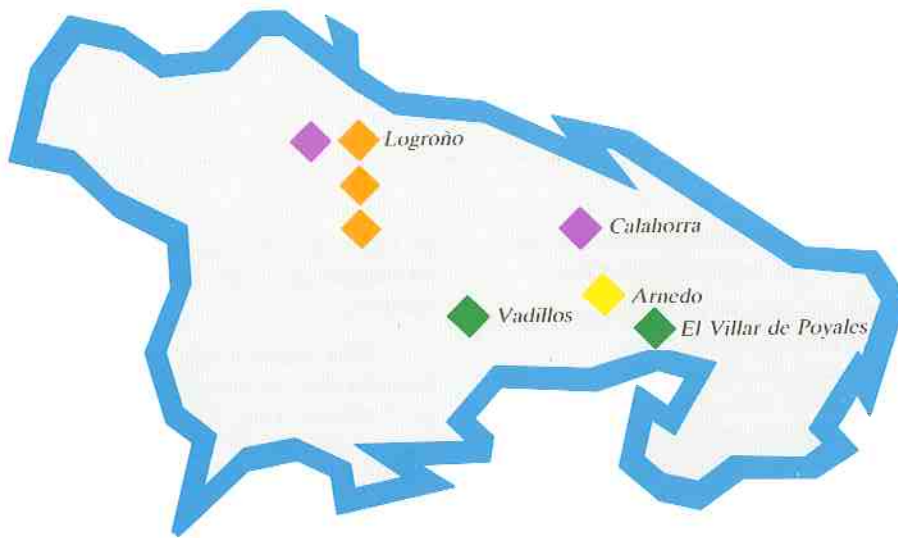 Logroño
Calahorra
Arnedo
Vadillos
El Villar de Poyales